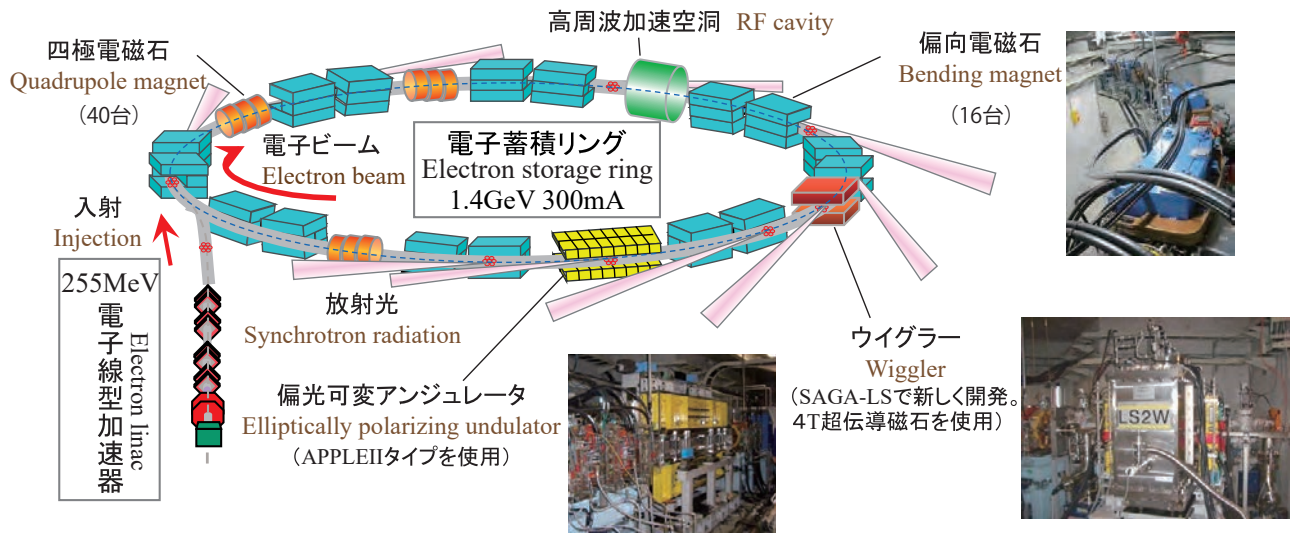 高周波加速空洞 RF cavity
四極電磁石
Quadrupole magnet
（40台）
偏向電磁石
Bending magnet
（16台）
電子ビーム
Electron beam
電子蓄積リング
Electron storage ring
1.4GeV 300mA
入射
Injection
255MeV
電子線型加速器
Electron linac
放射光
Synchrotron radiation
偏光可変アンジュレータ
Elliptically polarizing undulator
（APPLEIIタイプを使用）
ウイグラー
Wiggler
（SAGA-LSで新しく開発。
4T超伝導磁石を使用）
LS2W